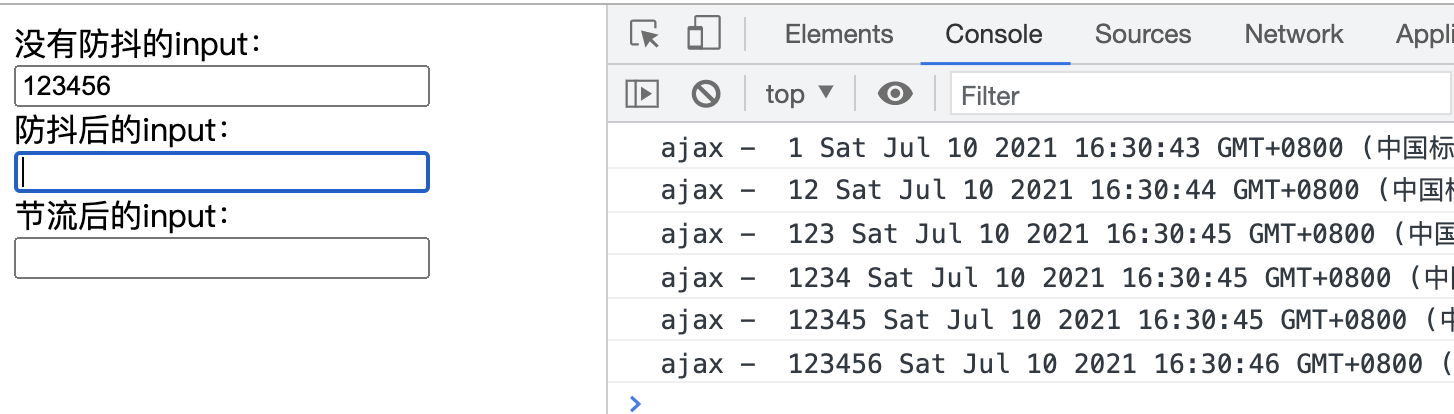 没有防抖的input：
123456
防抖后的input：
节流后的input：
Elements Console Sources Network Appli
top Filter
ajax - 1 Sat Jul 10 2021 16:30:43 GMT+0800 (中国标
ajax - 12 Sat Jul 10 2021 16:30:44 GMT+0800 (中国标
ajax - 123 Sat Jul 10 2021 16:30:45 GMT+0800 (中国
ajax - 1234 Sat Jul 10 2021 16:30:45 GMT+0800 (中
ajax - 12345 Sat Jul 10 2021 16:30:45 GMT+0800 (中
ajax - 123456 Sat Jul 10 2021 16:30:46 GMT+0800 (